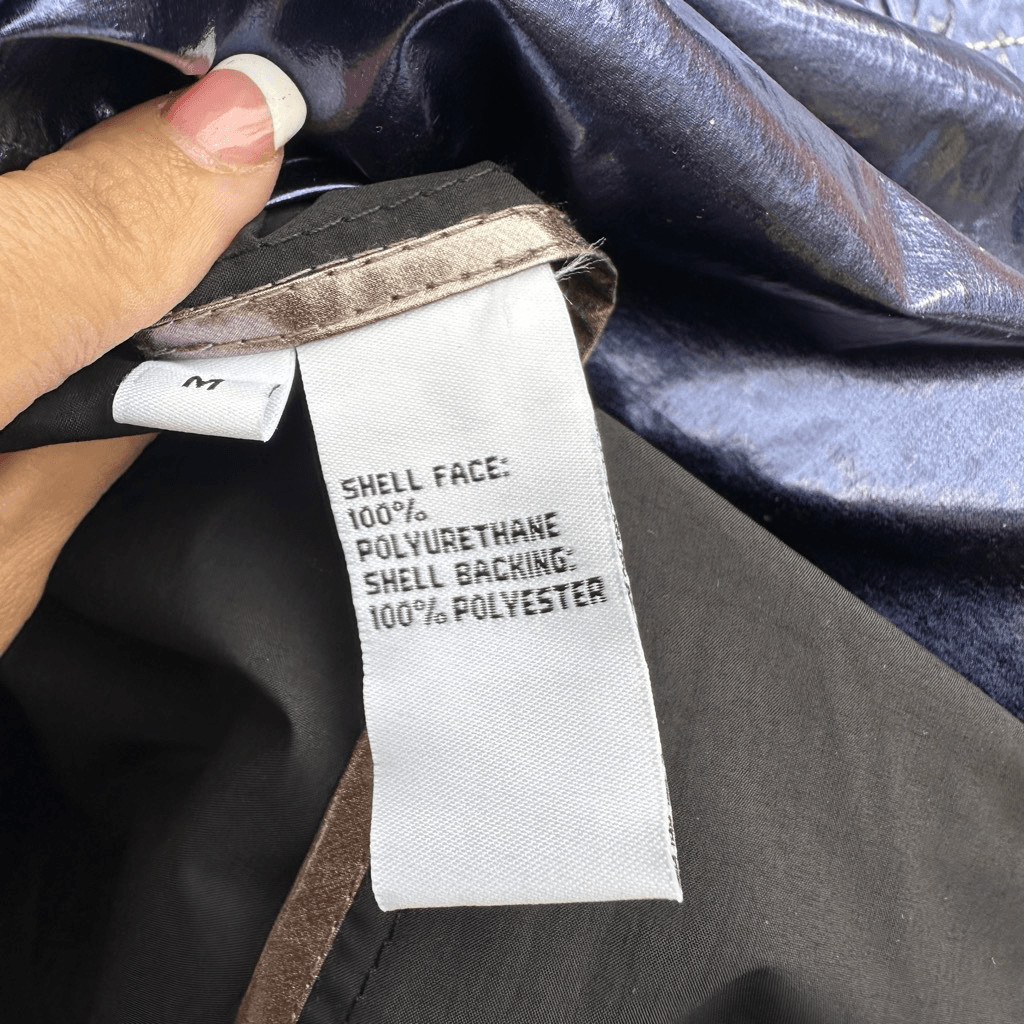 M
SHELL FACE:
100%
POLYURETHANE
SHELL BACKING:
100% POLYESTER